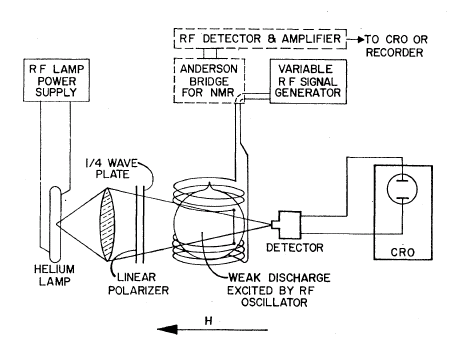 RF DETECTOR & AMPLIFIER
TO CRO OR
RECORDER
RF LAMP
POWER
SUPPLY
ANDERSON
BRIDGE
FOR NMR
VARIABLE
RF SIGNAL
GENERATOR
1/4 WAVE
PLATE
DETECTOR
CRO
HELIUM
LAMP
LINEAR
POLARIZER
WEAK DISCHARGE
EXCITED BY RF
OSCILLATOR
H